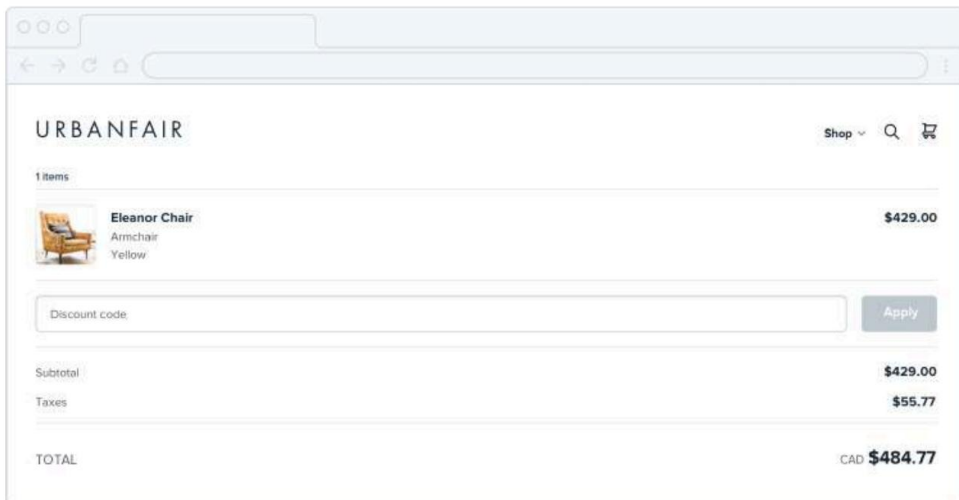 URBANFAIR
Shop
1 items
Eleanor Chair
$429.00
Armchair
Yellow
Discount code
Apply
Subtotal
$429.00
Taxes
$55.77
TOTAL
CAD $484.77